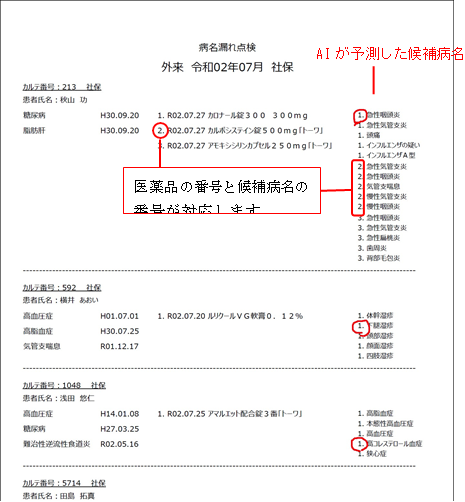 病名漏れ点検
外来 令和02年07月 社保
AIが予測した候補病名
カルテ番号：213 社保
患者氏名：秋山 功
糖尿病 H30.09.20 1. R02.07.27 カロナール錠３００ ３００ｍｇ 1. 急性咽頭炎
1. 急性気管支炎
脂肪肝 H30.09.20 2. R02.07.27 カルボシステイン錠５００ｍｇ「トーワ」 1. 頭痛
1. インフルエンザの疑い
3. R02.07.27 アモキシシリンカプセル２５０ｍｇ「トーワ」 1. インフルエンザＡ型
2. 急性気管支炎
2. 急性咽頭炎
2. 気管支喘息
2. 慢性気管支炎
2. 慢性咽頭炎
3. 急性咽頭炎
3. 急性気管支炎
3. 急性扁桃炎
3. 歯周炎
3. 背部毛包炎
医薬品の番号と候補病名の
番号が対応します
カルテ番号：592 社保
患者氏名：横井 あおい
高血圧症 H01.07.01 1. R02.07.20 ルリクールＶＧ軟膏０．１２％ 1. 体幹湿疹
1. 下腿湿疹
高脂血症 H30.07.25 1. 頭部湿疹
1. 顔面湿疹
気管支喘息 R01.12.17 1. 四肢湿疹
カルテ番号：1048 社保
患者氏名：浅田 悠仁
高血圧症 H14.01.08 1. R02.07.25 アマルエット配合錠３番「トーワ」 1. 高脂血症
1. 本態性高血圧症
糖尿病 H27.03.25 1. 高血圧症
難治性逆流性食道炎 R02.05.16 1. 高コレステロール血症
1. 狭心症
カルテ番号：5714 社保
患者氏名：田島 拓真